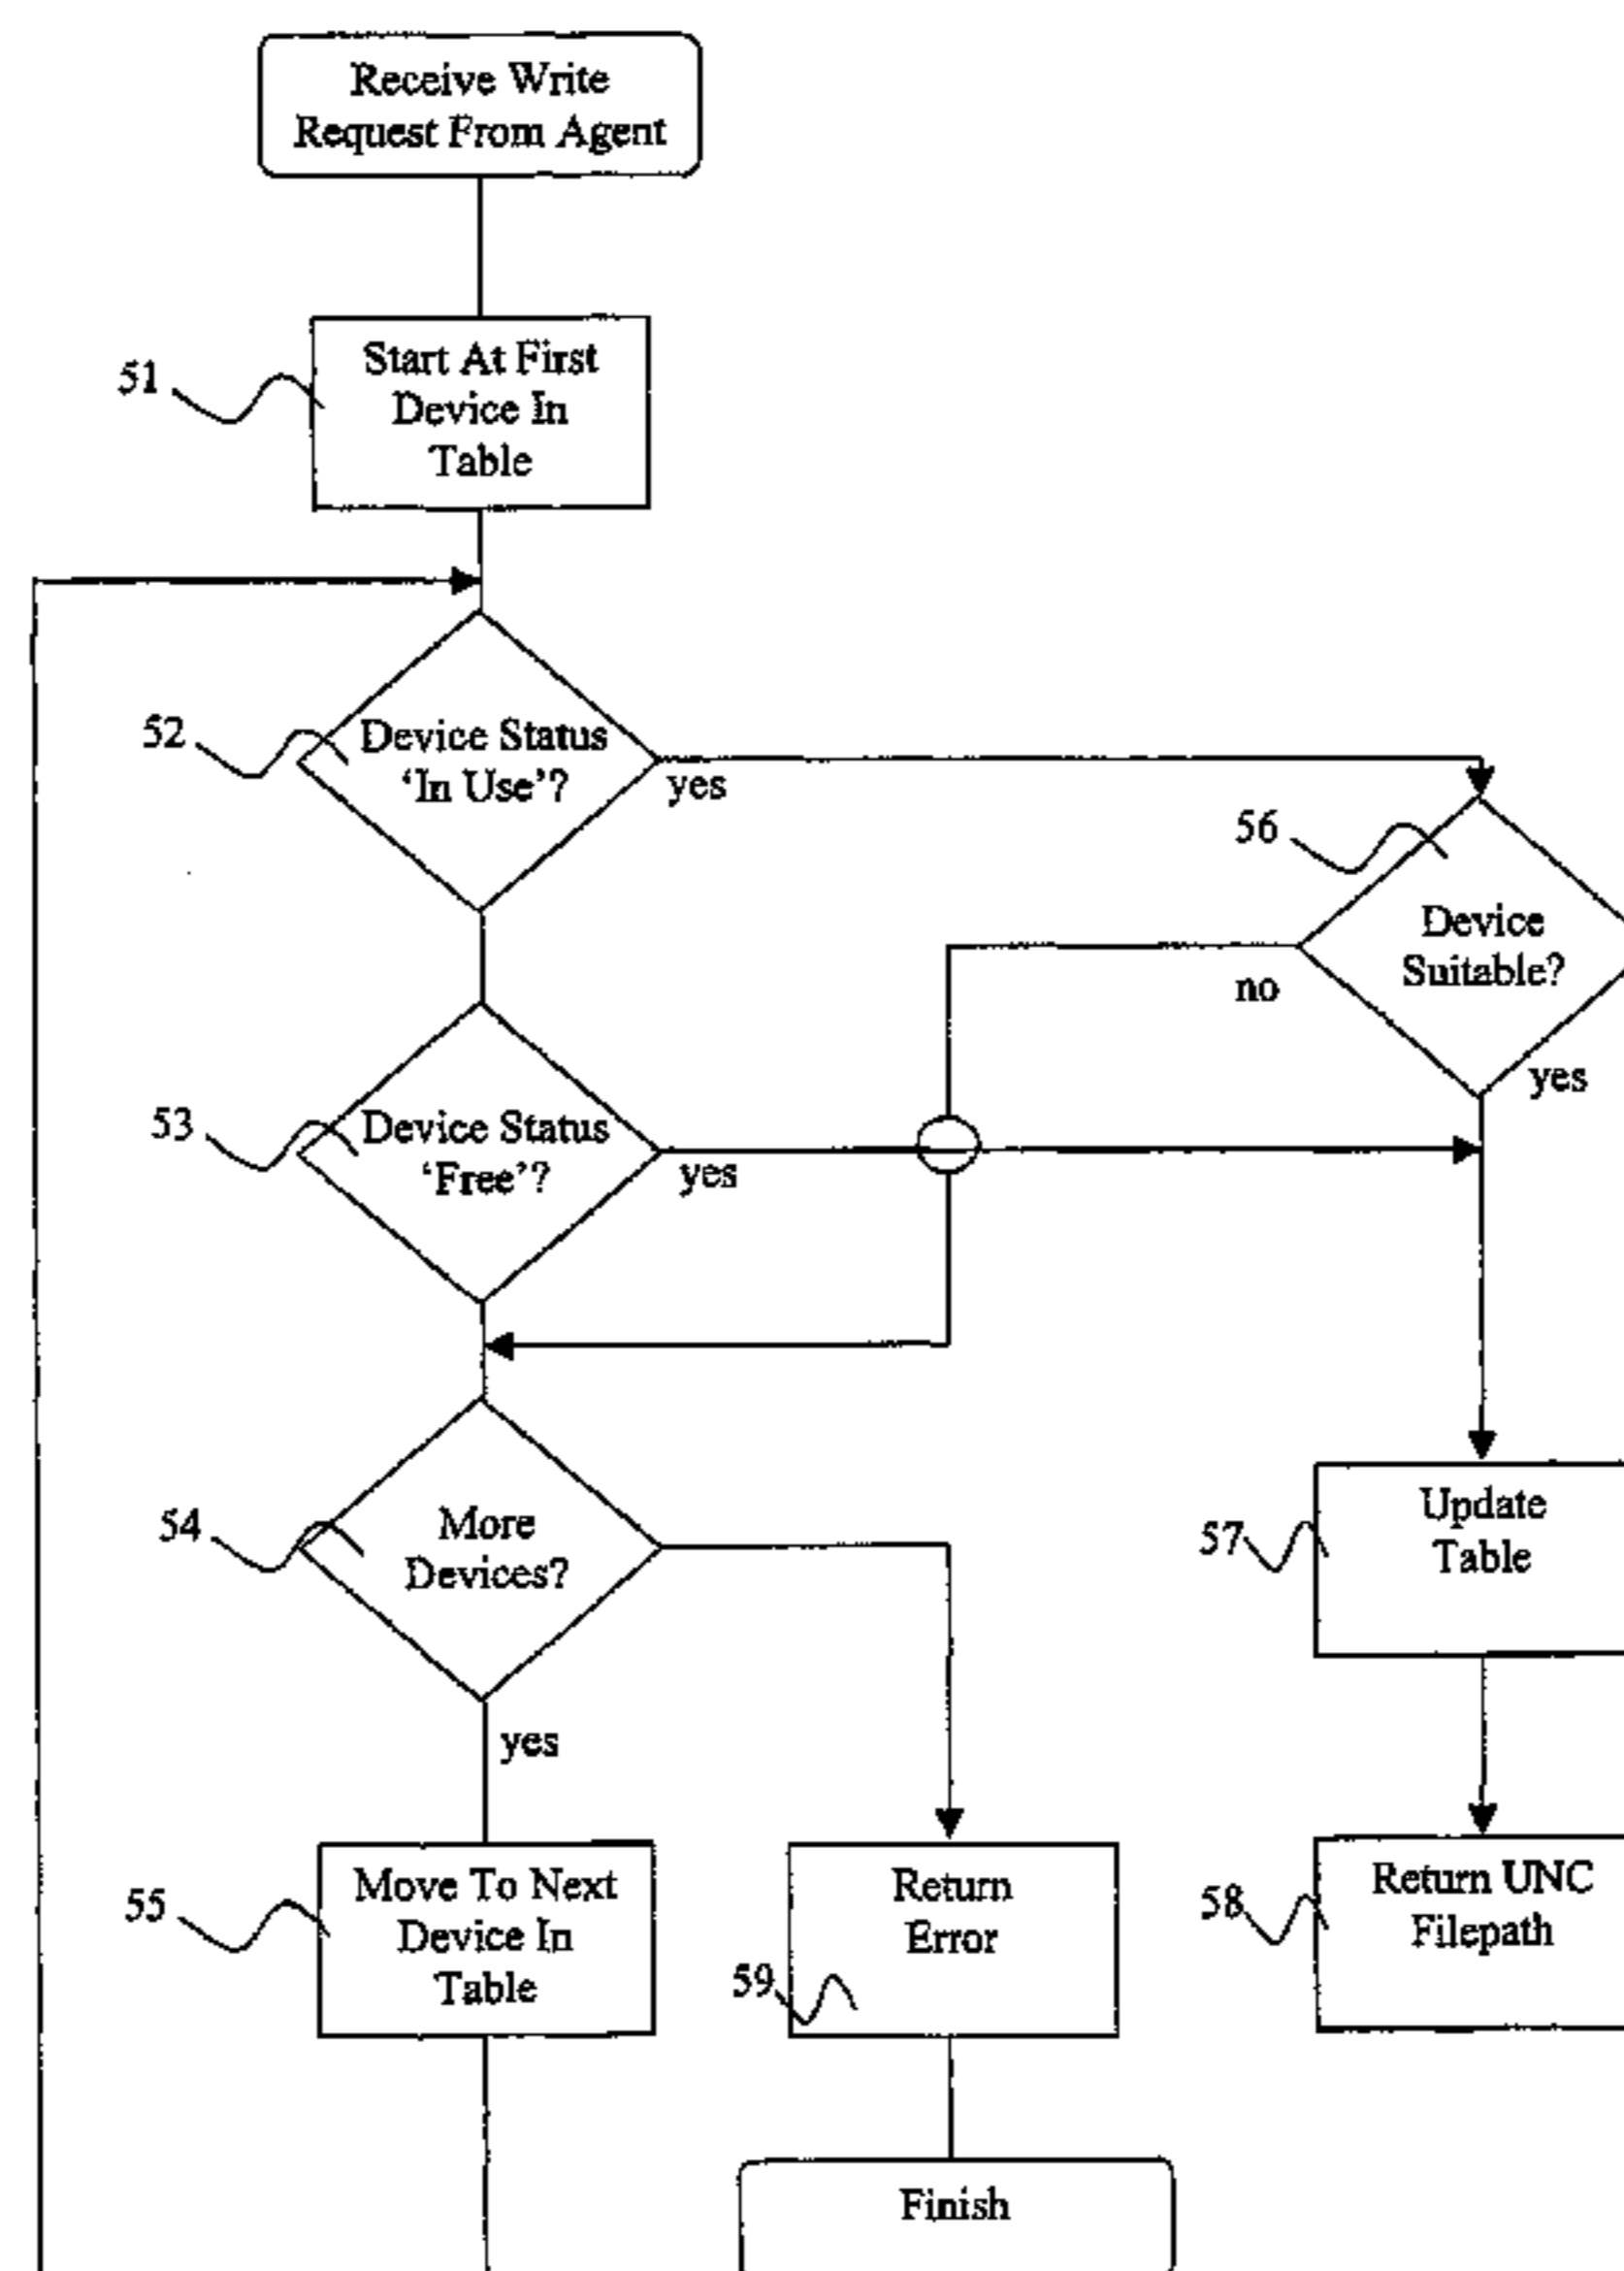 Receive Write
Request From Agent
51
Start At First
Device In
Table
52
Device Status
‘In Use’?
yes
56
Device
Suitable?
no
yes
53
Device Status
‘Free’?
yes
54
More
Devices?
yes
57
Update
Table
55
Move To Next
Device In
Table
59
Return
Error
58
Return UNC
Filepath
Finish